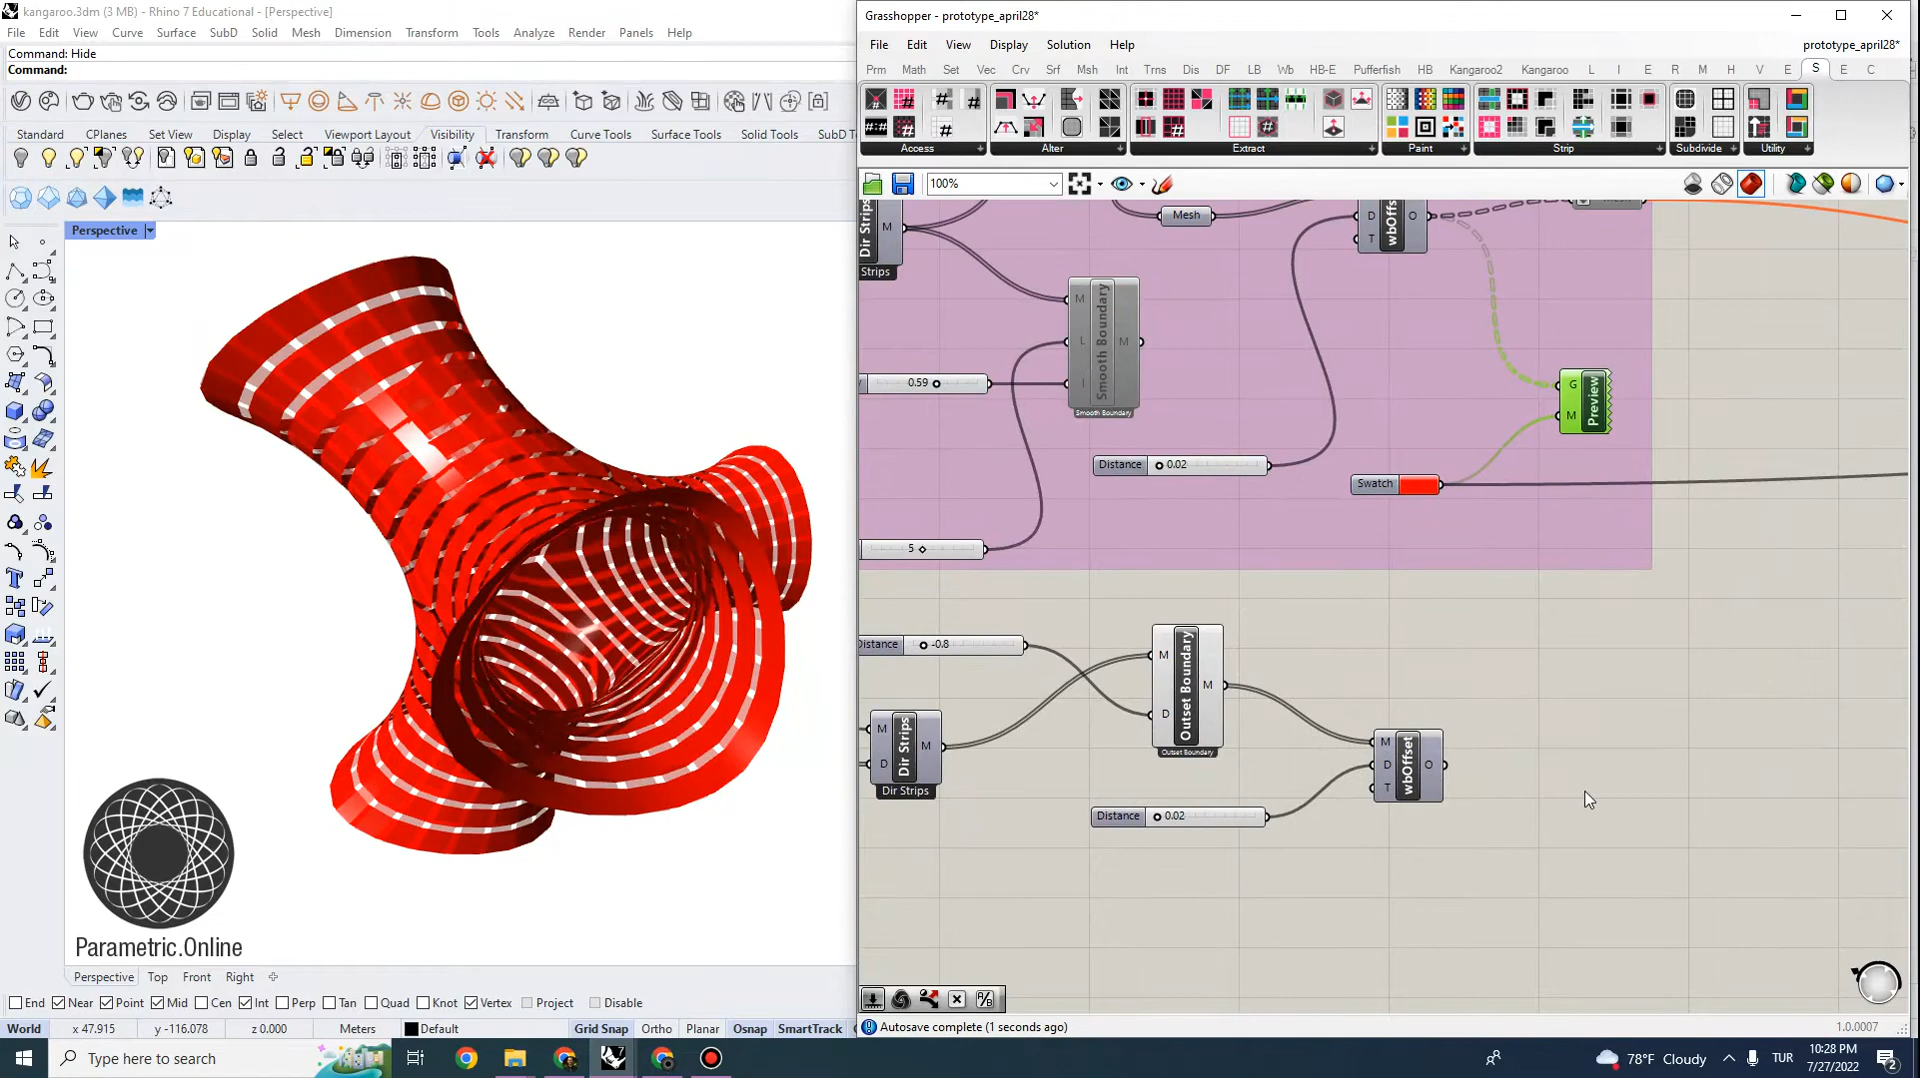 kangaroo.3dm (3 MB) - Rhino 7 Educational - [Perspective]
File Edit View Curve Surface SubD Solid Mesh Dimension Transform Tools Analyze Render Panels Help
Command: Hide
Command:
Standard CPlanes Set View Display Select Viewport Layout Visibility Transform Curve Tools Surface Tools Solid Tools SubD T
Perspective
Parametric.Online
Perspective Top Front Right
End Near Point Mid Cen Int Perp Tan Quad Knot Vertex Project Disable
World x 47.915 y -116.078 z 0.000 Meters Default Grid Snap Ortho Planar Osnap SmartTrack
Grasshopper - prototype_april28*
File Edit View Display Solution Help prototype_april28*
Prm Math Set Vec Crv Srf Msh Int Trns Dis DF LB Wb HB-E Pufferfish HB Kangaroo2 Kangaroo L I E R M H V E S E C
Access Alter Extract Paint Strip Subdivide Utility
100%
Dir Strips M
Strips
Mesh
D T wbOffs O
M L I Smooth Boundary M
Smooth Boundary
0.59
Distance 0.02
5
G M Preview
Swatch
Distance -0.8
M D Outset Boundary M
Outset Boundary
M D Dir Strips M
Dir Strips
M D T wbOffset O
Distance 0.02
Autosave complete (1 seconds ago) 1.0.0007
Type here to search
78°F Cloudy TUR 10:28 PM
7/27/2022
2